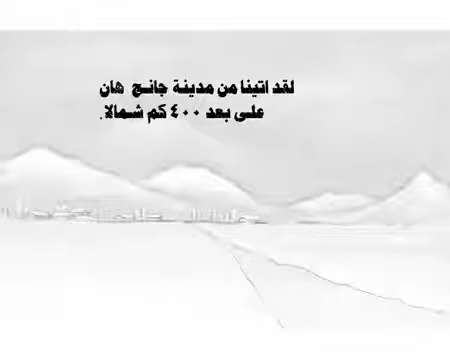 لقد اتينا من مدينة جانج هان
على بعد ٤٠٠ كم شمالا.